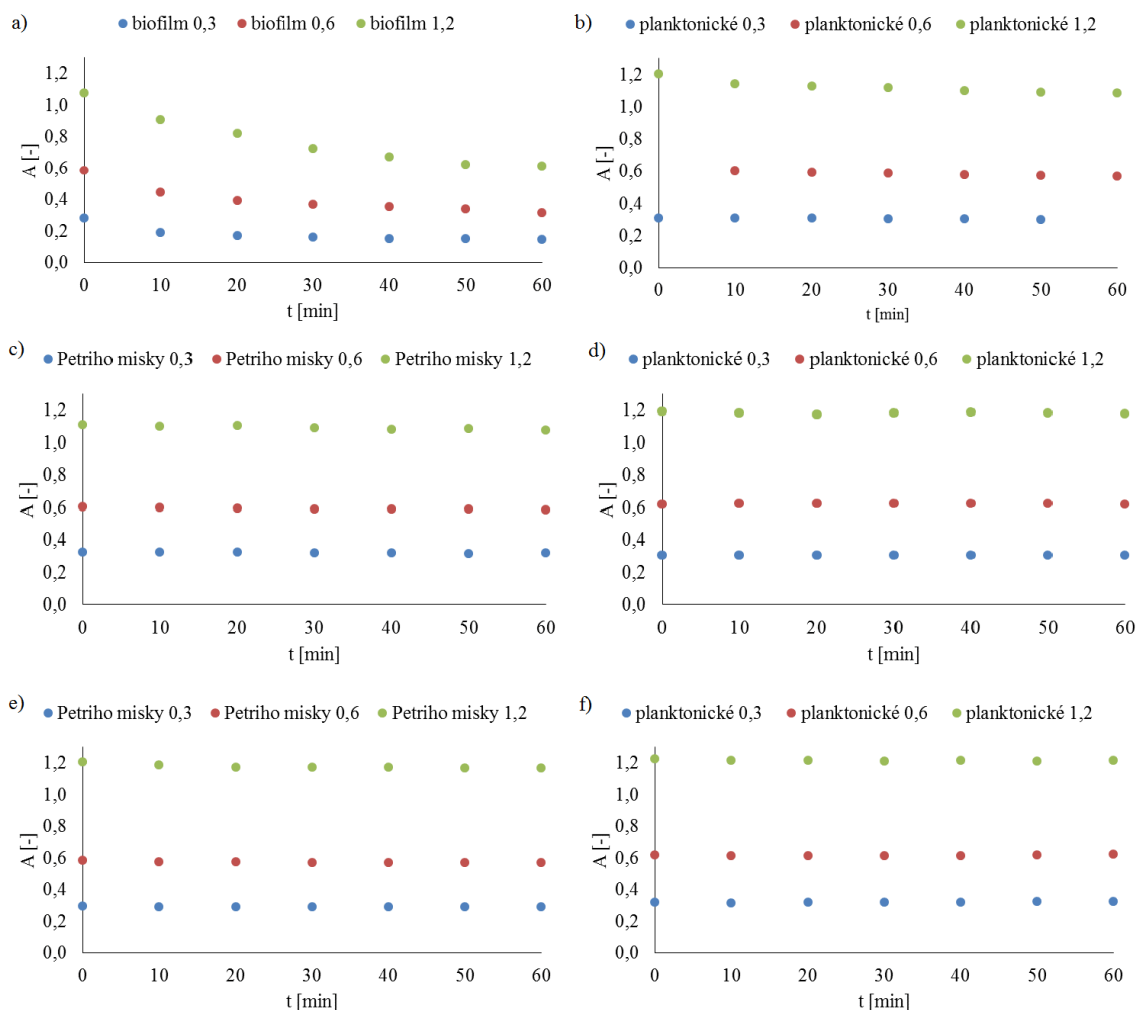 a) biofilm 0,3 biofilm 0,6 biofilm 1,2
A [-]
1,2
1,0
0,8
0,6
0,4
0,2
0,0
0 10 20 30 40 50 60
t [min]
b) planktonické 0,3 planktonické 0,6 planktonické 1,2
A [-]
1,2
1,0
0,8
0,6
0,4
0,2
0,0
0 10 20 30 40 50 60
t [min]
c) Petriho misky 0,3 Petriho misky 0,6 Petriho misky 1,2
A [-]
1,2
1,0
0,8
0,6
0,4
0,2
0,0
0 10 20 30 40 50 60
t [min]
d) planktonické 0,3 planktonické 0,6 planktonické 1,2
A [-]
1,2
1,0
0,8
0,6
0,4
0,2
0,0
0 10 20 30 40 50 60
t [min]
e) Petriho misky 0,3 Petriho misky 0,6 Petriho misky 1,2
A [-]
1,2
1,0
0,8
0,6
0,4
0,2
0,0
0 10 20 30 40 50 60
t [min]
f) planktonické 0,3 planktonické 0,6 planktonické 1,2
A [-]
1,2
1,0
0,8
0,6
0,4
0,2
0,0
0 10 20 30 40 50 60
t [min]